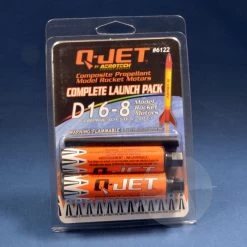 Q-JET
BY AEROTECH
#6122
Composite Propellant
Model Rocket Motors
COMPLETE LAUNCH PACK
D16-8
Model
Rocket
Motors
WARNING: FLAMMABLE
Q-JET
Q-JET